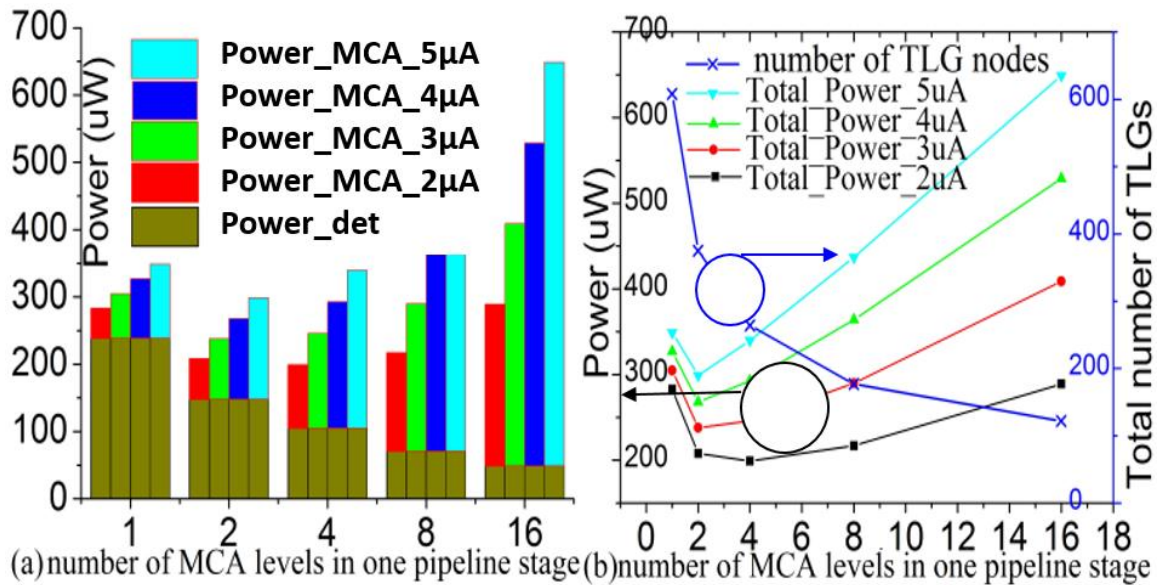 700
600
500
400
300
200
100
0
Power (uW)
Power_MCA_5µA
Power_MCA_4µA
Power_MCA_3µA
Power_MCA_2µA
Power_det
1 2 4 8 16
(a) number of MCA levels in one pipeline stage
700
600
500
400
300
200
Power (uW)
number of TLG nodes
Total_Power_5uA
Total_Power_4uA
Total_Power_3uA
Total_Power_2uA
600
400
200
0
Total number of TLGs
0 2 4 6 8 10 12 14 16 18
(b) number of MCA levels in one pipeline stage